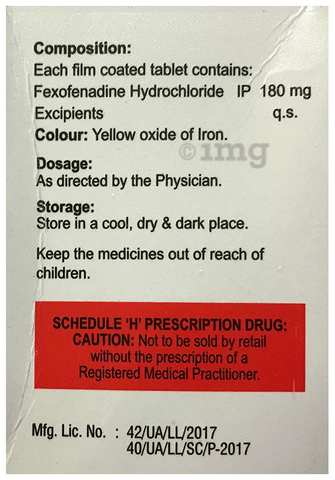 Composition:
Each film coated tablet contains:
Fexofenadine Hydrochloride IP 180 mg
Excipients q.s.
Colour: Yellow oxide of Iron.
©1mg
Dosage:
As directed by the Physician.
Storage:
Store in a cool, dry & dark place.
Keep the medicines out of reach of
children.
SCHEDULE 'H' PRESCRIPTION DRUG:
CAUTION: Not to be sold by retail
without the prescription of a
Registered Medical Practitioner.
Mfg. Lic. No. : 42/UA/LL/2017
40/UA/LL/SC/P-2017